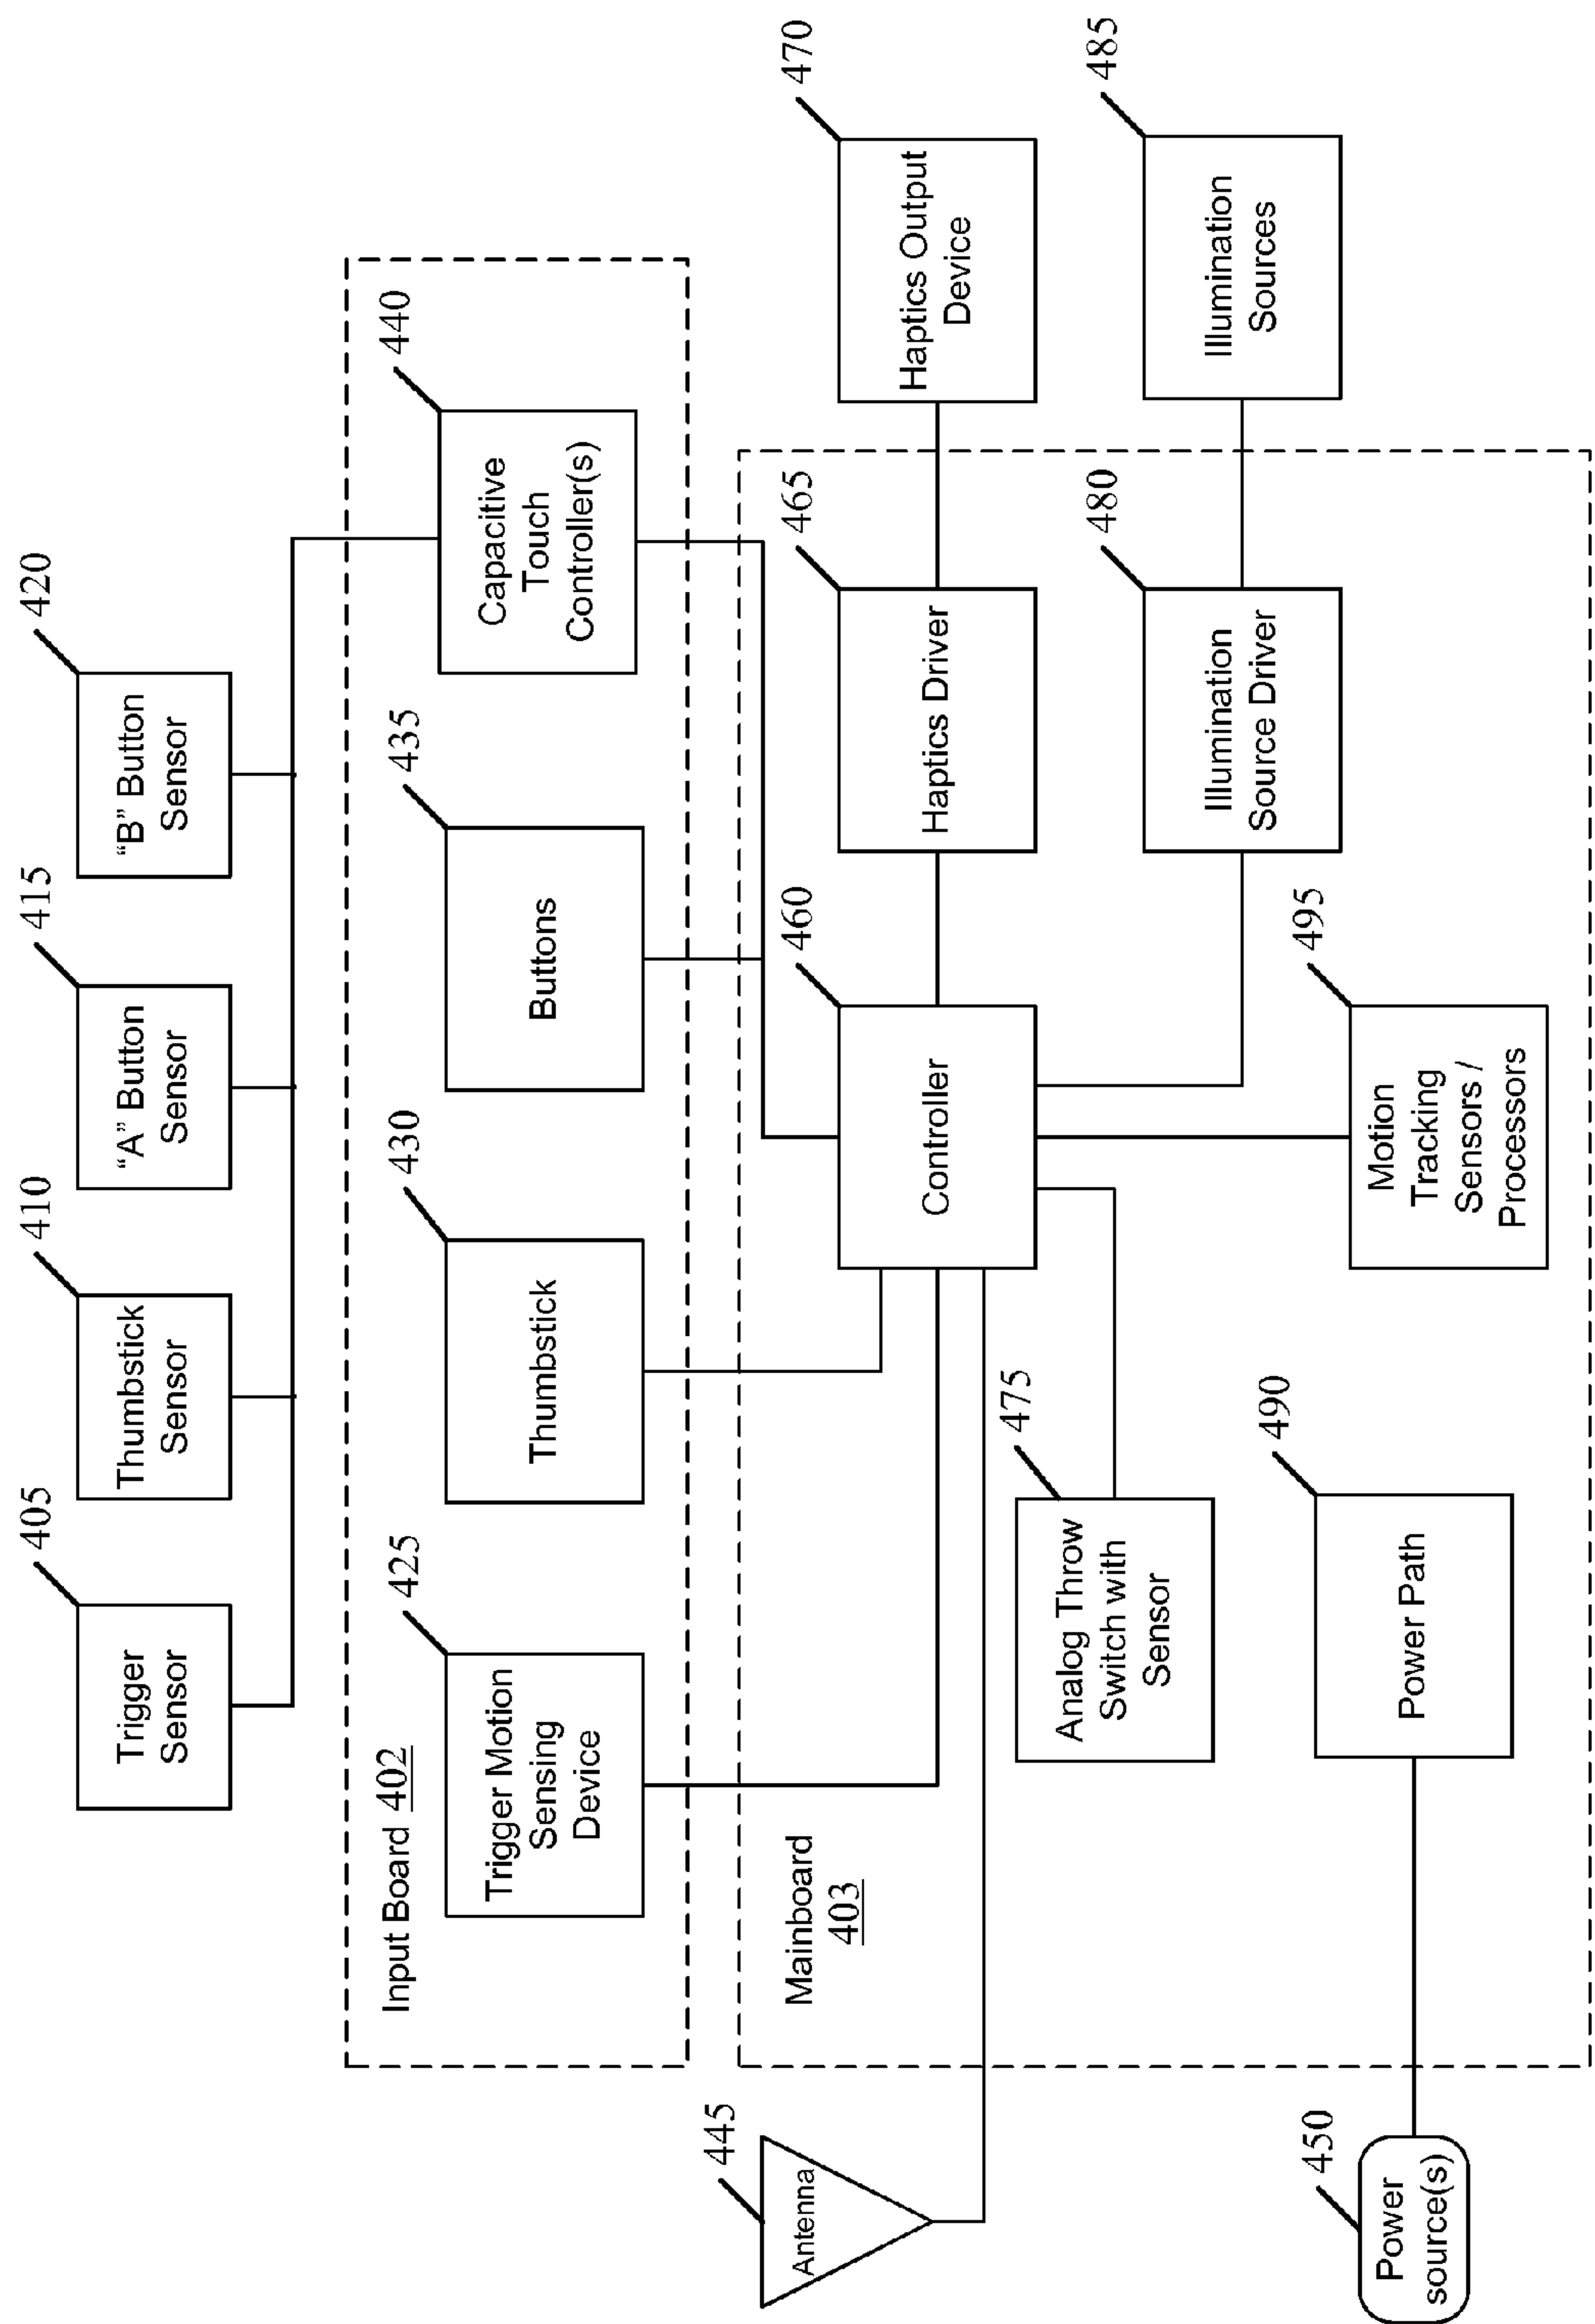 405
Trigger
Sensor
410
Thumbstick
Sensor
415
“A” Button
Sensor
420
“B” Button
Sensor
Input Board 402
425
Trigger Motion
Sensing
Device
430
Thumbstick
435
Buttons
440
Capacitive
Touch
Controller(s)
445
Antenna
Mainboard
403
460
Controller
465
Haptics Driver
470
Haptics Output
Device
475
Analog Throw
Switch with
Sensor
480
Illumination
Source Driver
485
Illumination
Sources
450
Power
source(s)
490
Power Path
495
Motion
Tracking
Sensors /
Processors